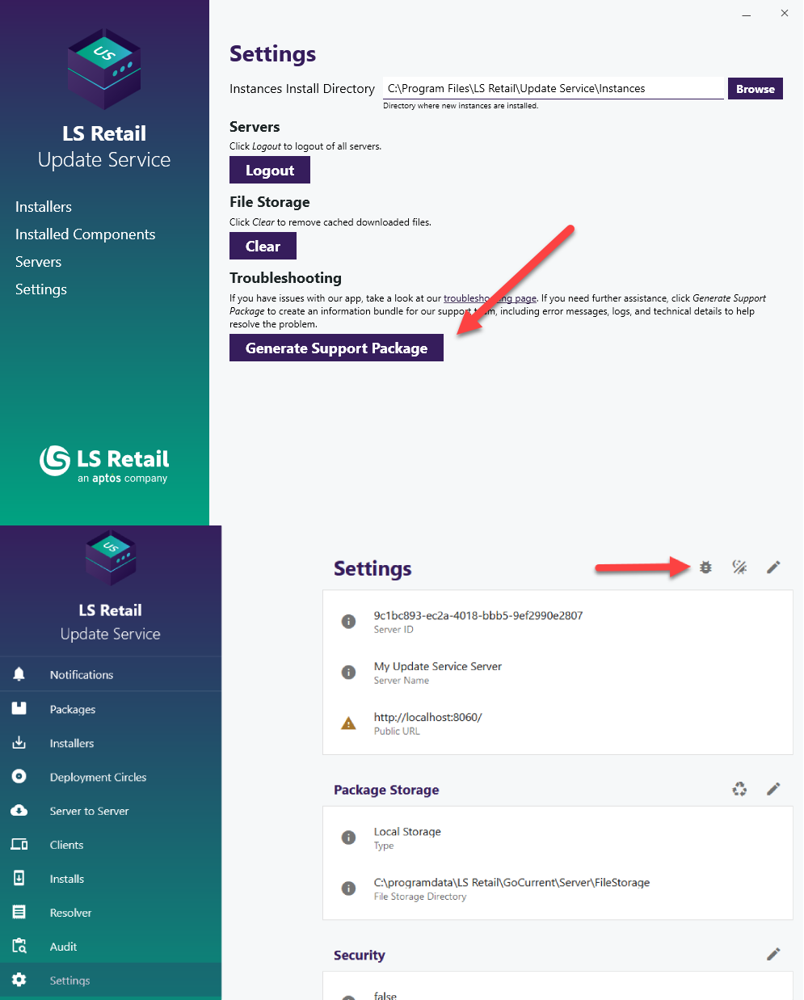 US
LS Retail
Update Service
Installers
Installed Components
Servers
Settings
LS Retail
an aptos company
Settings
Instances Install Directory C:\Program Files\LS Retail\Update Service\Instances Browse
Directory where new instances are installed.
Servers
Click Logout to logout of all servers.
Logout
File Storage
Click Clear to remove cached downloaded files.
Clear
Troubleshooting
If you have issues with our app, take a look at our troubleshooting page. If you need further assistance, click Generate Support
Package to create an information bundle for our support team, including error messages, logs, and technical details to help
resolve the problem.
Generate Support Package
US
LS Retail
Update Service
Notifications
Packages
Installers
Deployment Circles
Server to Server
Clients
Installs
Resolver
Audit
Settings
Settings
9c1bc893-ec2a-4018-bbb5-9ef2990e2807
Server ID
My Update Service Server
Server Name
http://localhost:8060/
Public URL
Package Storage
Local Storage
Type
C:\programdata\LS Retail\GoCurrent\Server\FileStorage
File Storage Directory
Security
false